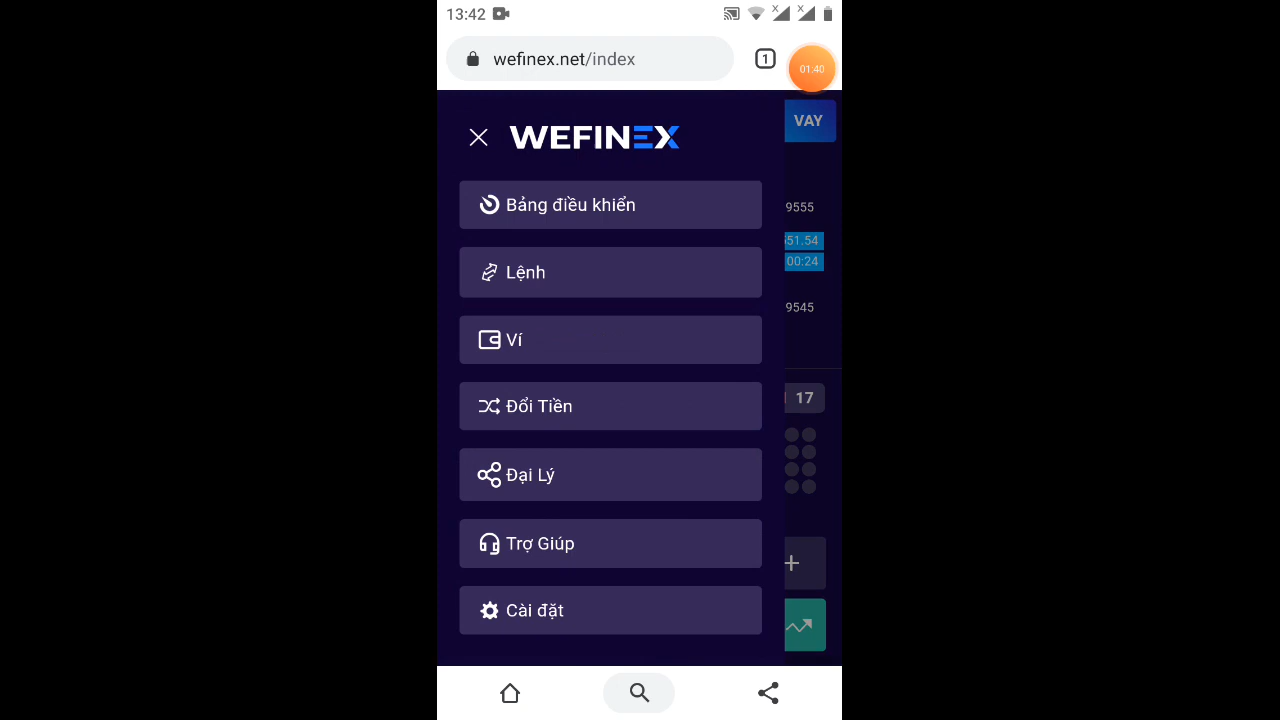 13:42
wefinex.net/index
1
01:40
WEFINEX
VAY
Bảng điều khiển
9555
51.54
00:24
Lệnh
9545
Ví
Đổi Tiền
17
Đại Lý
Trợ Giúp
+
Cài đặt